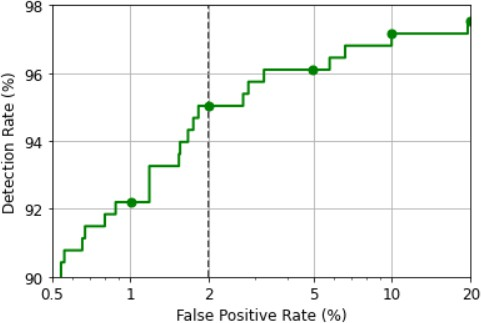 98
96
94
92
90
Detection Rate (%)
0.5 1 2 5 10 20
False Positive Rate (%)